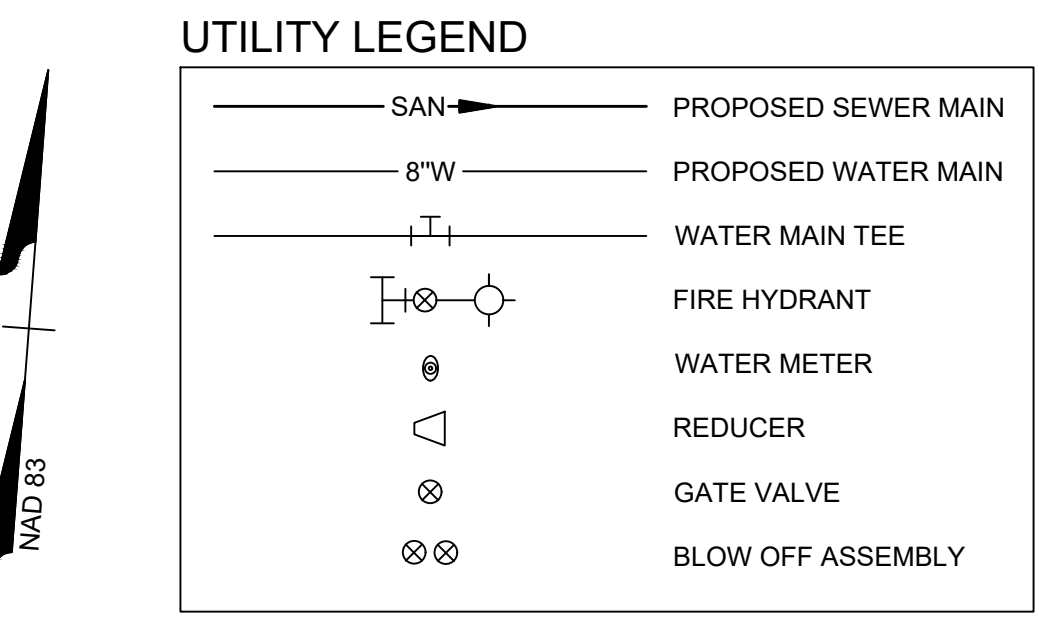 UTILITY LEGEND
SAN PROPOSED SEWER MAIN
8"W PROPOSED WATER MAIN
WATER MAIN TEE
FIRE HYDRANT
WATER METER
REDUCER
GATE VALVE
BLOW OFF ASSEMBLY
NAD 83